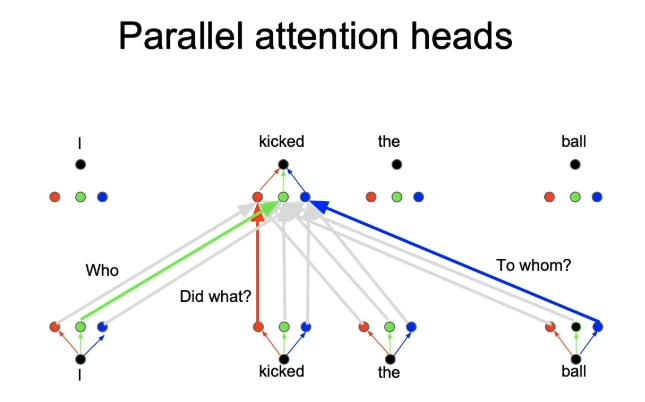 Parallel attention heads
I kicked the ball
Who
To whom?
Did what?
I kicked the ball